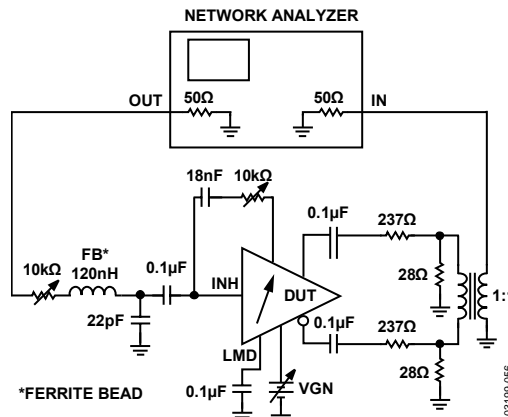 NETWORK ANALYZER
OUT
50Ω
50Ω
IN
18nF
10kΩ
0.1µF
237Ω
FB*
120nH
10kΩ
0.1µF
INH
DUT
28Ω
22pF
0.1µF
237Ω
LMD
28Ω
0.1µF
VGN
*FERRITE BEAD